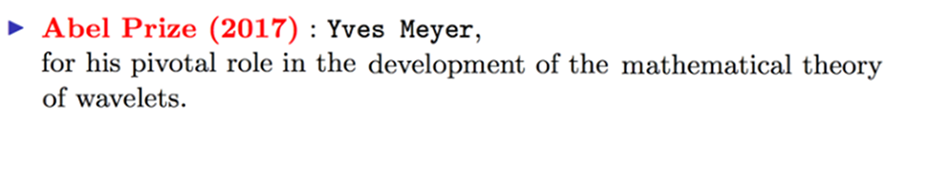 Abel Prize (2017) : Yves Meyer,
for his pivotal role in the development of the mathematical theory
of wavelets.